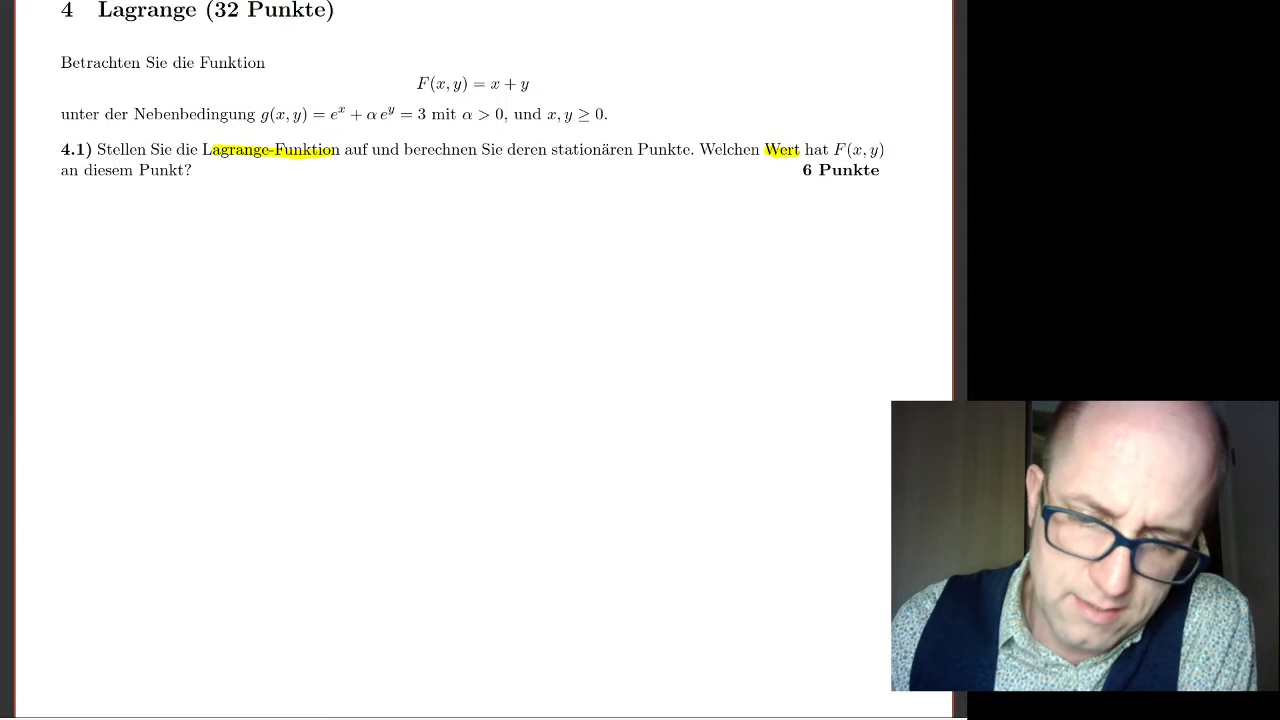 4 Lagrange (32 Punkte)
Betrachten Sie die Funktion
F(x, y) = x + y
unter der Nebenbedingung g(x, y) = eˣ + α eʸ = 3 mit α > 0, und x, y ≥ 0.
4.1) Stellen Sie die Lagrange-Funktion auf und berechnen Sie deren stationären Punkte. Welchen Wert hat F(x, y)
an diesem Punkt? 6 Punkte